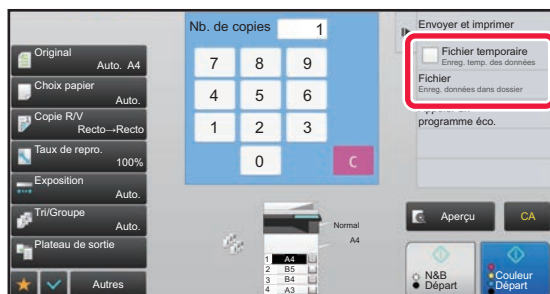 Nb. de copies 1
Original
Auto. A4
Choix papier
Auto.
Copie R/V
Recto→Recto
Taux de repro.
100%
Exposition
Auto.
Tri/Groupe
Auto.
Plateau de sortie
Autres
7 8 9
4 5 6
1 2 3
0 C
Normal
A4
1 A4
2 B5
3 B4
4 A3
Envoyer et imprimer
Fichier temporaire
Enreg. temp. des données
Fichier
Enreg. données dans dossier
programme éco.
Aperçu
CA
N&B
Départ
Couleur
Départ